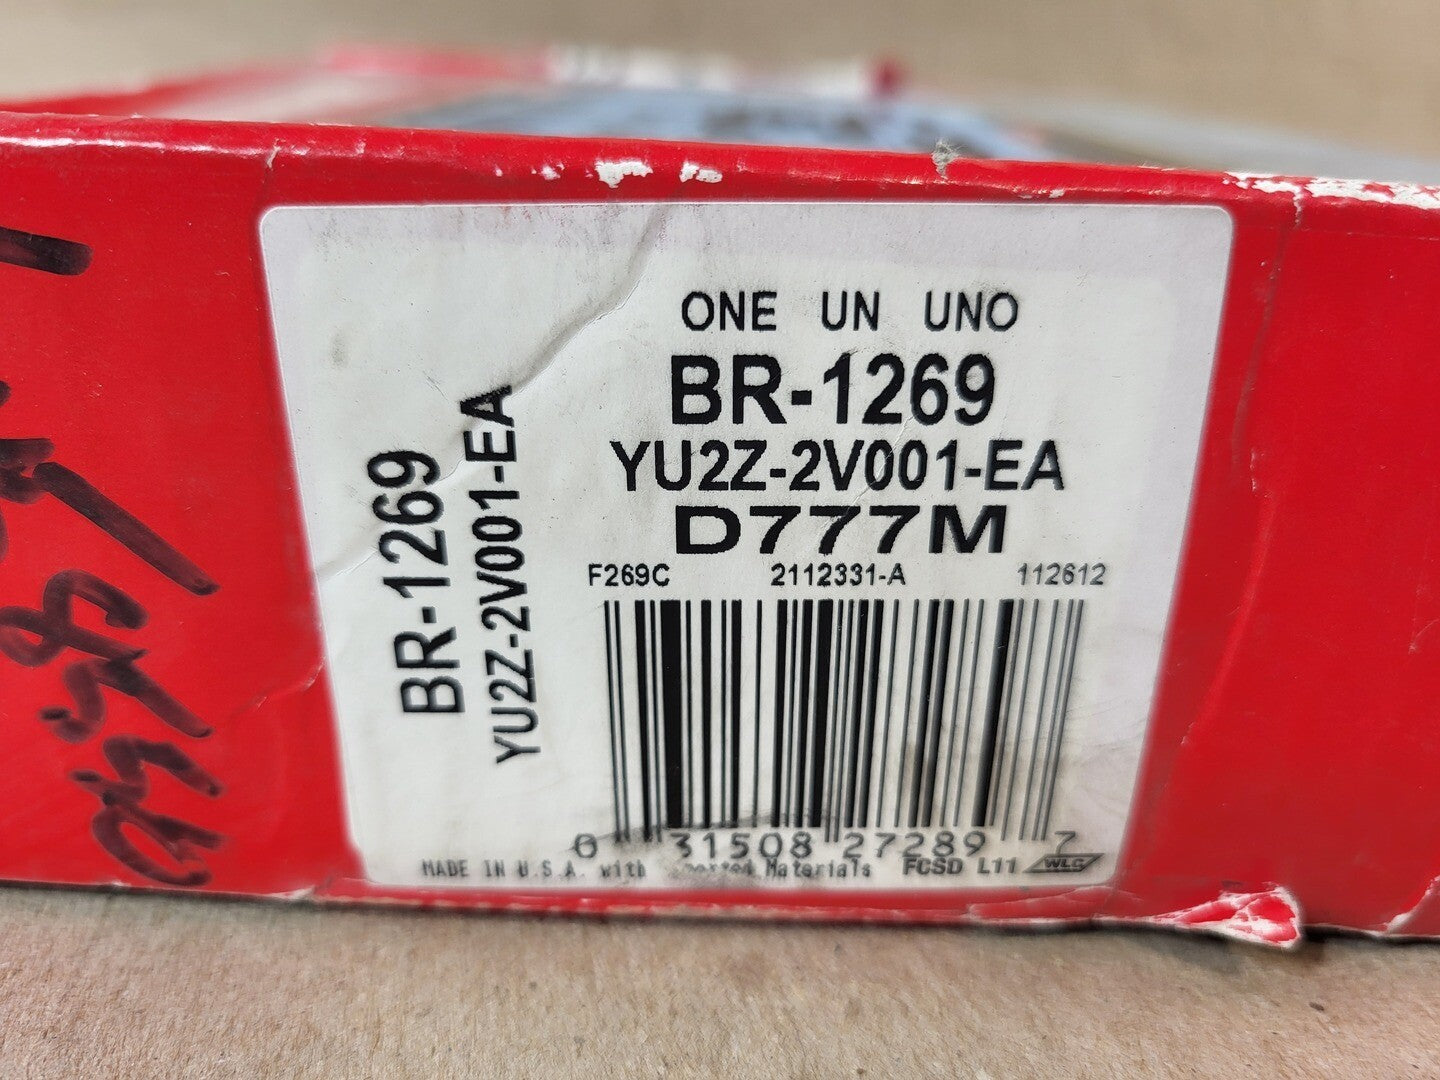 ONE UN UNO
BR-1269
YU2Z-2V001-EA
D777M
F269C 2112331-A 112612
0 31508 27289 7
MADE IN U.S.A. with Materials FCSD L11 WLG
BR-1269
YU2Z-2V001-EA